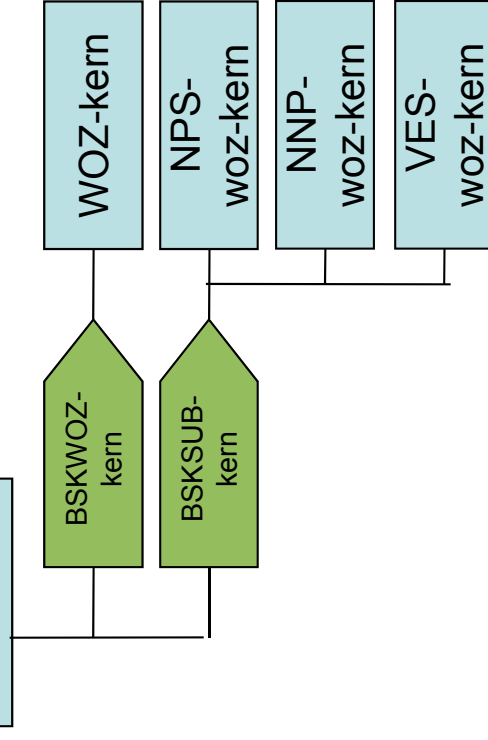 WOZ-kern
NPS-
woz-kern
NNP-
woz-kern
VES-
woz-kern
BSKWOZ-
kern
BSKSUB-
kern